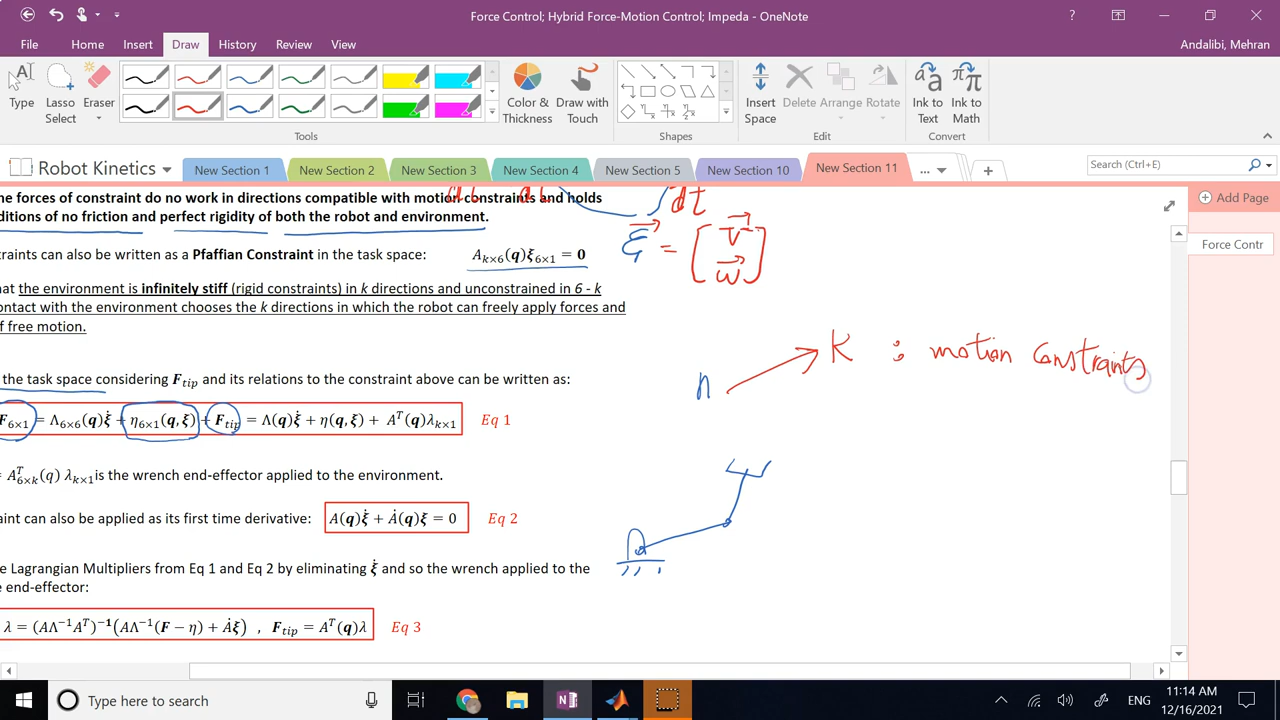 Force Control; Hybrid Force-Motion Control; Impeda - OneNote
File Home Insert Draw History Review View
Andalibi, Mehran
Type Lasso Select Eraser Color & Thickness Draw with Touch Insert Space Delete Arrange Rotate Ink to Text Ink to Math
Tools Shapes Edit Convert
Robot Kinetics New Section 1 New Section 2 New Section 3 New Section 4 New Section 5 New Section 10 New Section 11 ... Search (Ctrl+E)
Add Page
Force Contr
he forces of constraint do no work in directions compatible with motion constraints and holds
ditions of no friction and perfect rigidity of both the robot and environment.
dt
ξ = [V ω]
raints can also be written as a Pfaffian Constraint in the task space: A_{k×6}(q)ξ_{6×1} = 0
hat the environment is infinitely stiff (rigid constraints) in k directions and unconstrained in 6 - k
ontact with the environment chooses the k directions in which the robot can freely apply forces and
f free motion.
n → K : motion constraints
the task space considering F_{tip} and its relations to the constraint above can be written as:
F_{6×1} = Λ_{6×6}(q)ξ̇ + η_{6×1}(q,ξ) + F_{tip} = Λ(q)ξ̇ + η(q,ξ) + A^T(q)λ_{k×1} Eq 1
= A^T_{6×k}(q) λ_{k×1} is the wrench end-effector applied to the environment.
aint can also be applied as its first time derivative: A(q)ξ̇ + Ȧ(q)ξ = 0 Eq 2
e Lagrangian Multipliers from Eq 1 and Eq 2 by eliminating ξ̇ and so the wrench applied to the
e end-effector:
λ = (AΛ^{-1}A^T)^{-1}(AΛ^{-1}(F − η) + Ȧξ) , F_{tip} = A^T(q)λ Eq 3
Type here to search
ENG
11:14 AM
12/16/2021